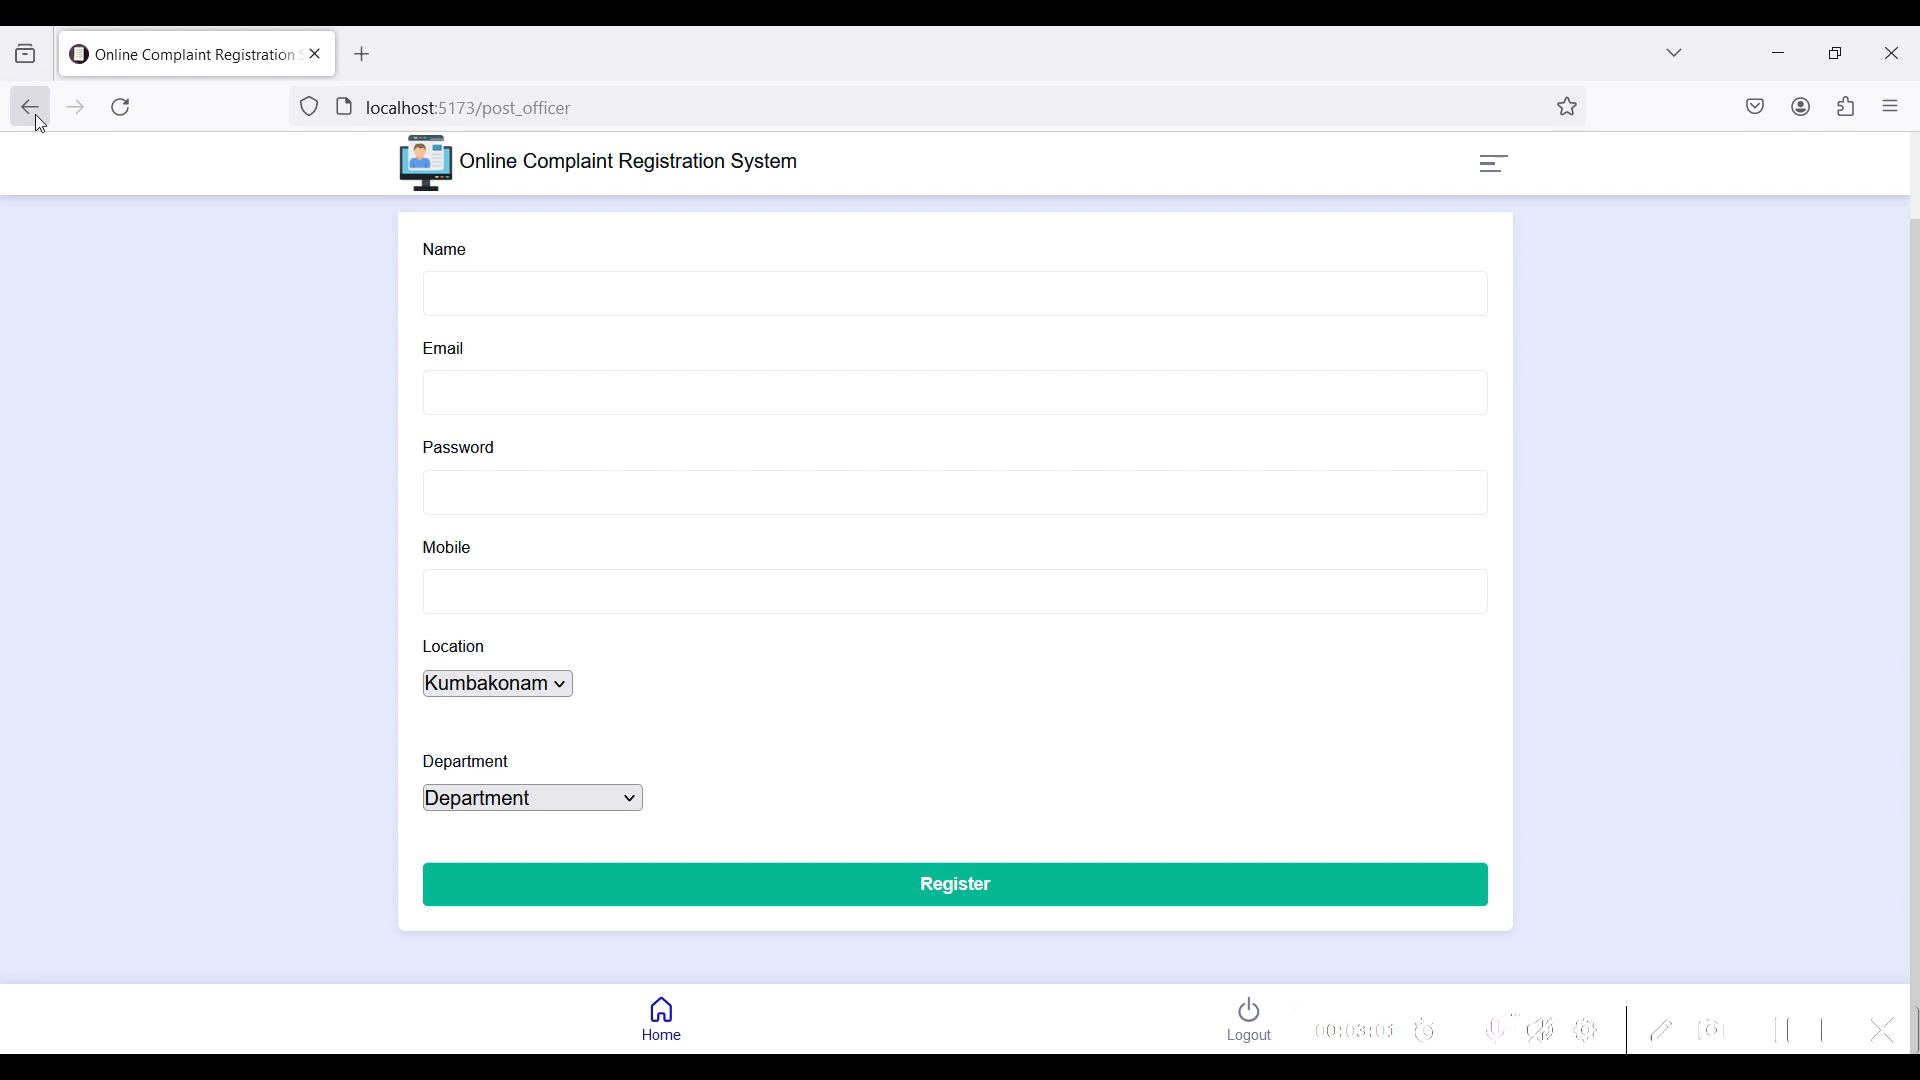 Online Complaint Registration S
localhost:5173/post_officer
Online Complaint Registration System
Name
Email
Password
Mobile
Location
Kumbakonam
Department
Department
Register
Home
Logout
00:03:01